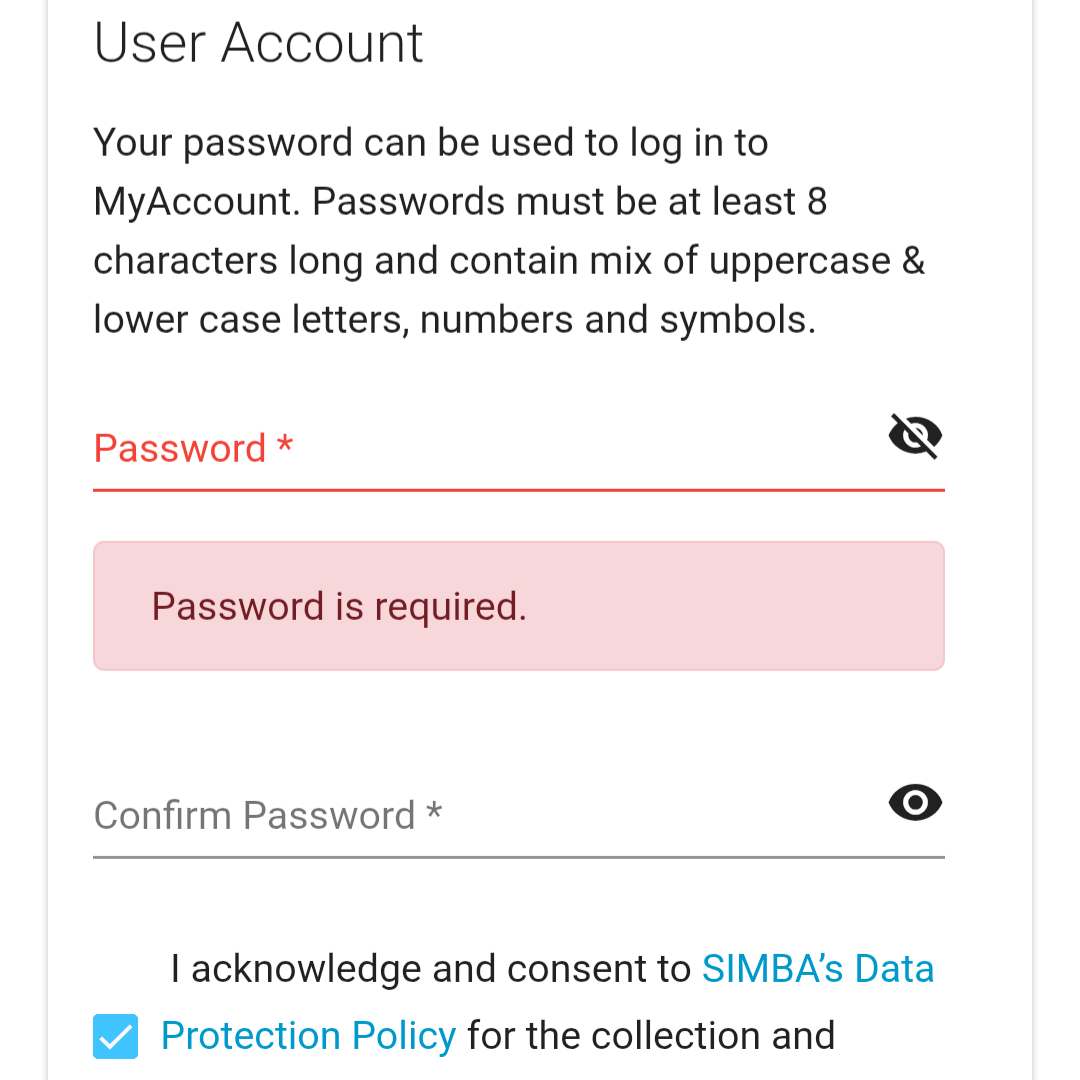 User Account
Your password can be used to log in to
MyAccount. Passwords must be at least 8
characters long and contain mix of uppercase &
lower case letters, numbers and symbols.
Password *
Password is required.
Confirm Password *
I acknowledge and consent to SIMBA’s Data
Protection Policy for the collection and